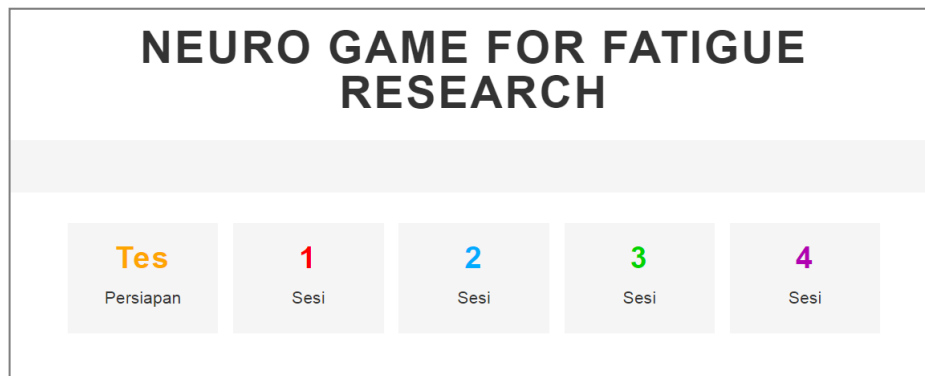 NEURO GAME FOR FATIGUE
RESEARCH
Tes
Persiapan
1
Sesi
2
Sesi
3
Sesi
4
Sesi